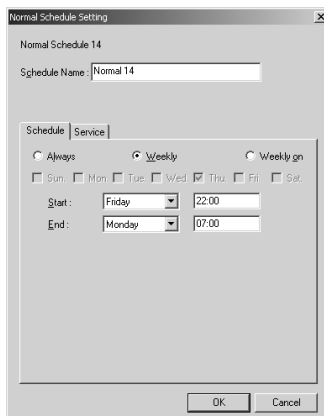 Normal Schedule Setting
Normal Schedule 14
Schedule Name : Normal 14
Schedule Service
Always Weekly Weekly on
Sun. Mon. Tue. Wed. Thu. Fri. Sat.
Start : Friday 22:00
End : Monday 07:00
OK Cancel